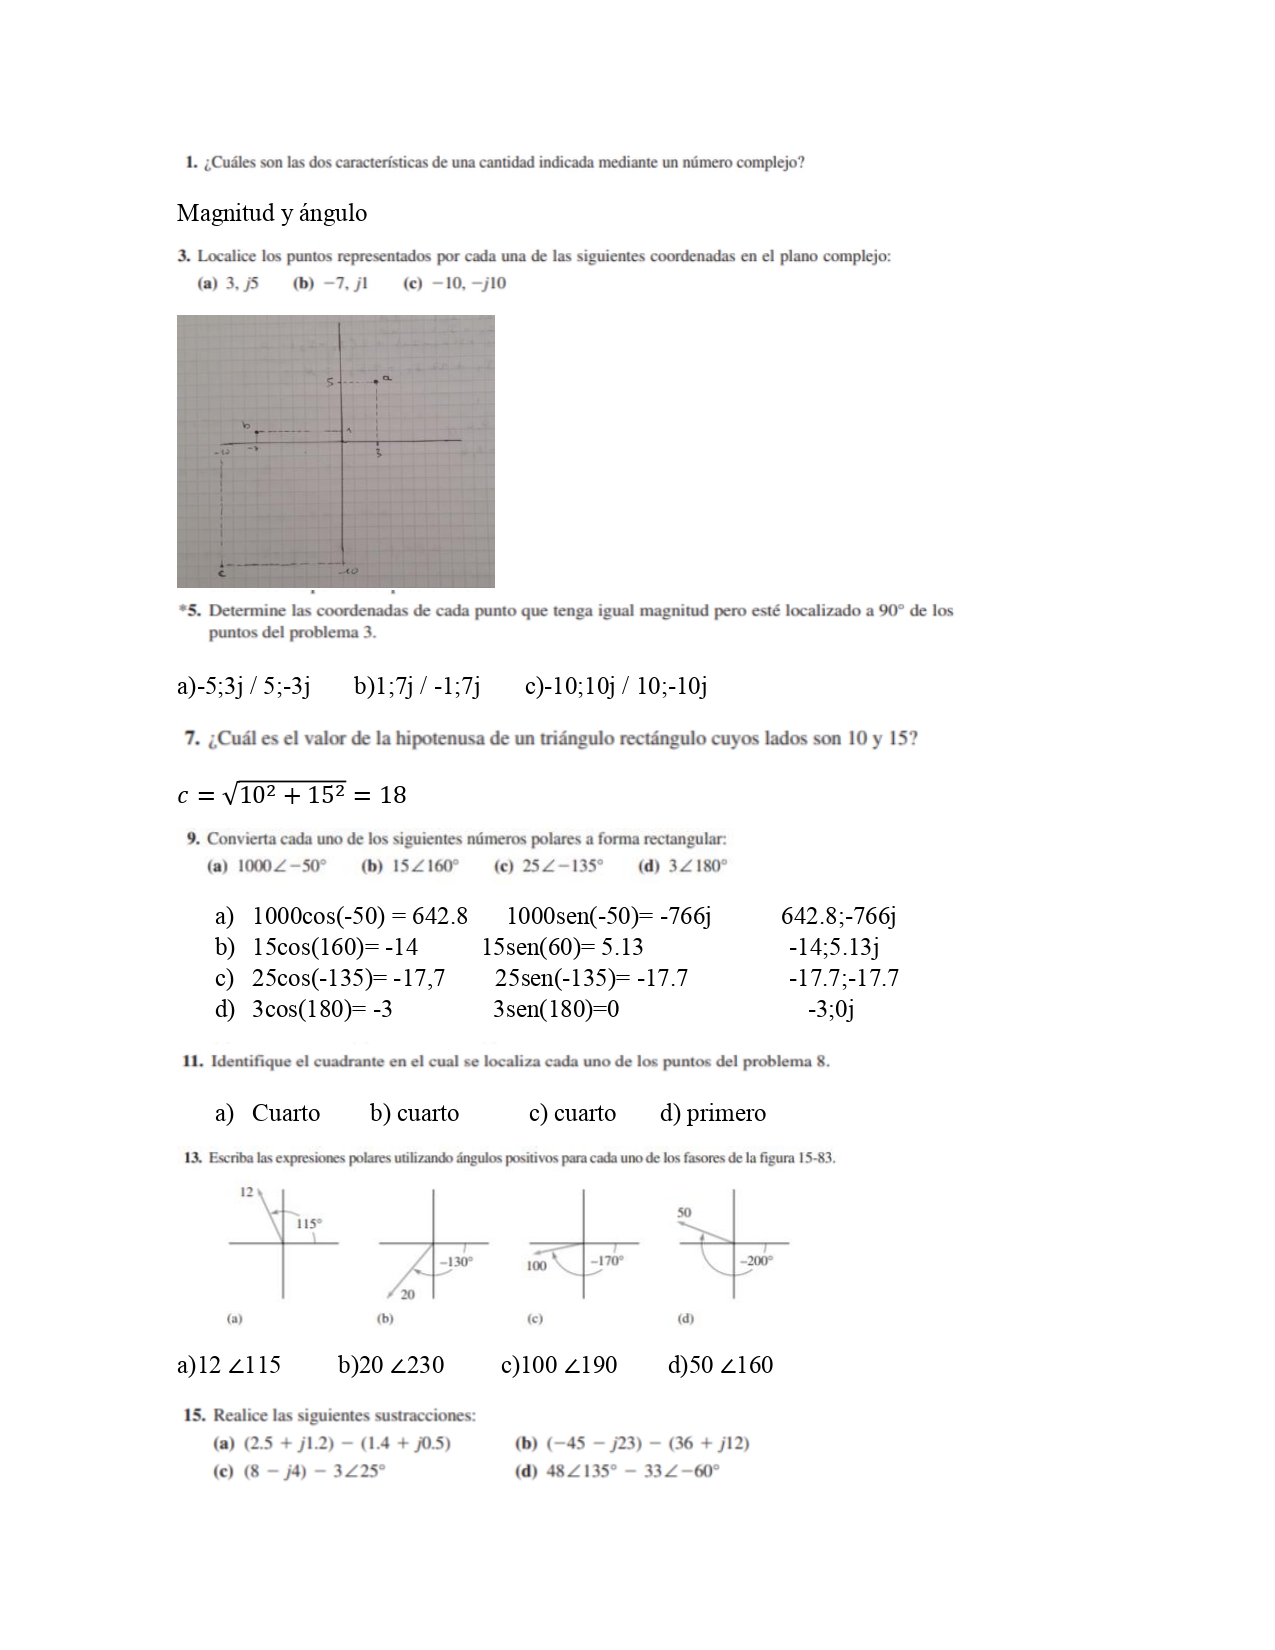 1. ¿Cuáles son las dos características de una cantidad indicada mediante un número complejo?
Magnitud y ángulo
3. Localice los puntos representados por cada una de las siguientes coordenadas en el plano complejo:
(a) 3, j5 (b) −7, j1 (c) −10, −j10
5 a
b 1
-10 -7 3
c -10
*5. Determine las coordenadas de cada punto que tenga igual magnitud pero esté localizado a 90° de los
puntos del problema 3.
a)-5;3j / 5;-3j b)1;7j / -1;7j c)-10;10j / 10;-10j
7. ¿Cuál es el valor de la hipotenusa de un triángulo rectángulo cuyos lados son 10 y 15?
c = √10² + 15² = 18
9. Convierta cada uno de los siguientes números polares a forma rectangular:
(a) 1000∠−50° (b) 15∠160° (c) 25∠−135° (d) 3∠180°
a) 1000cos(-50) = 642.8 1000sen(-50)= -766j 642.8;-766j
b) 15cos(160)= -14 15sen(60)= 5.13 -14;5.13j
c) 25cos(-135)= -17,7 25sen(-135)= -17.7 -17.7;-17.7
d) 3cos(180)= -3 3sen(180)=0 -3;0j
11. Identifique el cuadrante en el cual se localiza cada uno de los puntos del problema 8.
a) Cuarto b) cuarto c) cuarto d) primero
13. Escriba las expresiones polares utilizando ángulos positivos para cada uno de los fasores de la figura 15-83.
12 115°
−130° 20
100 −170°
50 −200°
(a) (b) (c) (d)
a)12 ∠115 b)20 ∠230 c)100 ∠190 d)50 ∠160
15. Realice las siguientes sustracciones:
(a) (2.5 + j1.2) − (1.4 + j0.5) (b) (−45 − j23) − (36 + j12)
(c) (8 − j4) − 3∠25° (d) 48∠135° − 33∠−60°